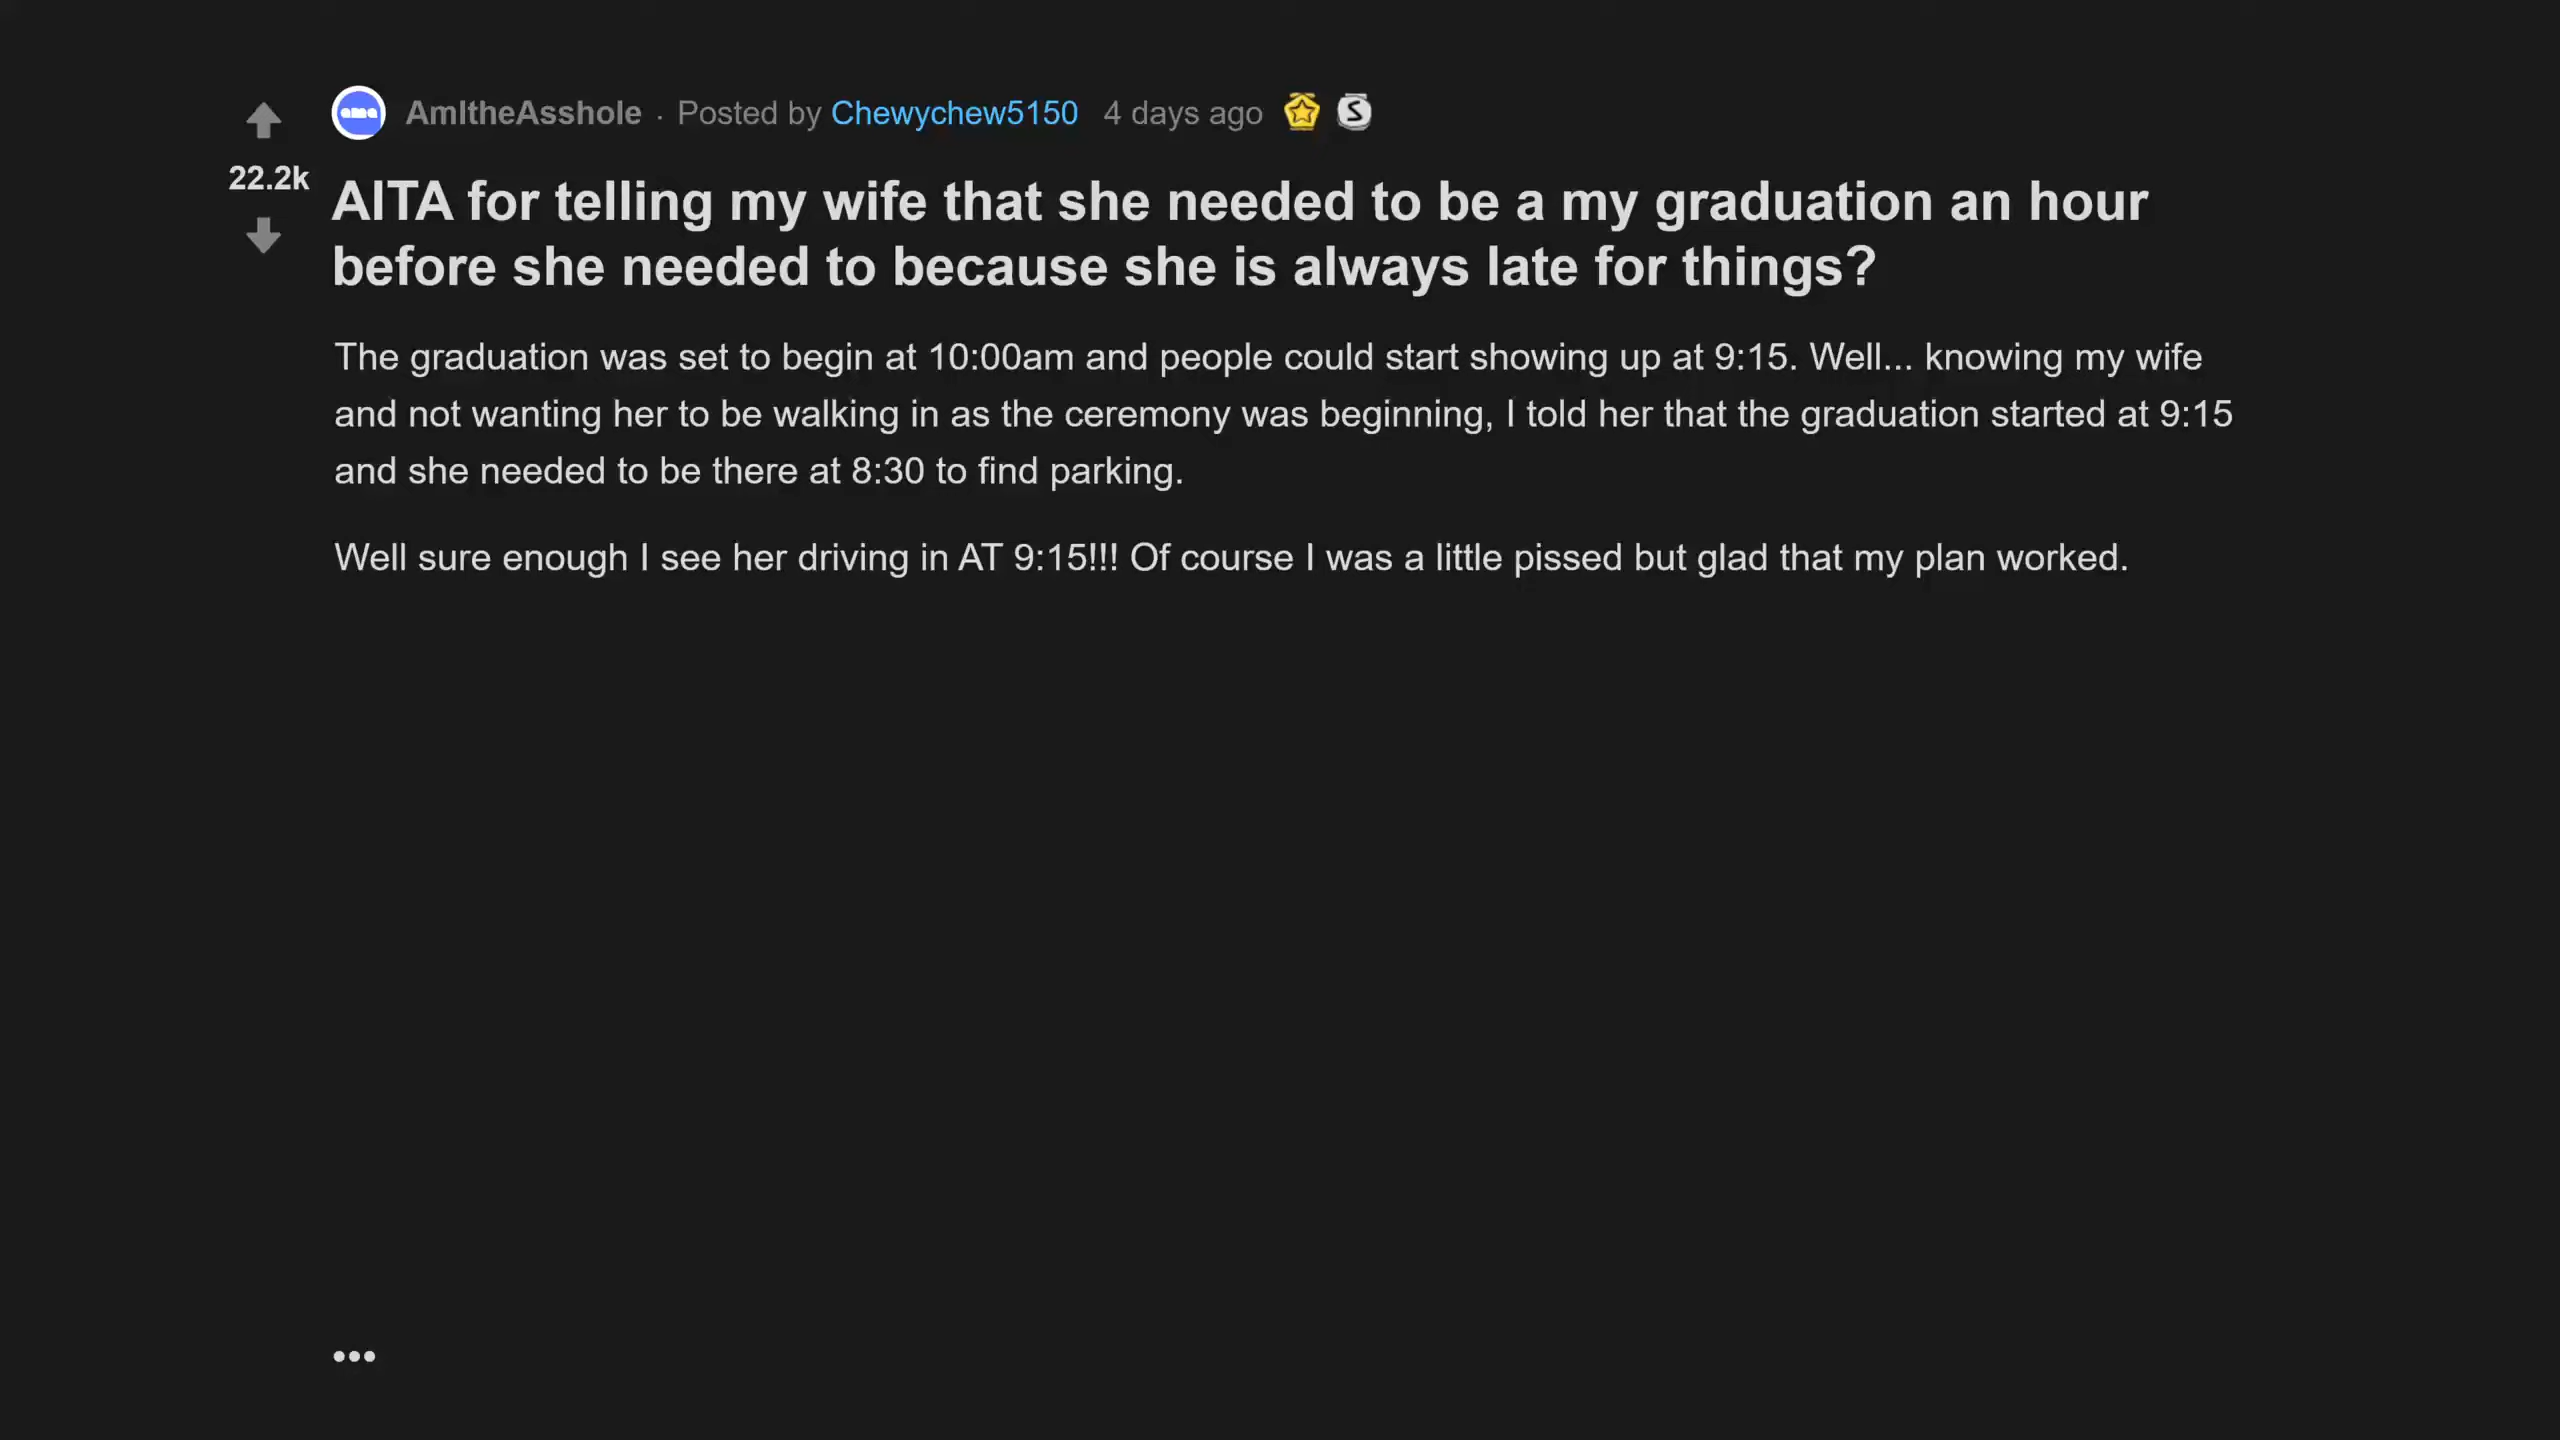 AmItheAsshole · Posted by Chewychew5150 4 days ago
22.2k
AITA for telling my wife that she needed to be a my graduation an hour
before she needed to because she is always late for things?
The graduation was set to begin at 10:00am and people could start showing up at 9:15. Well... knowing my wife
and not wanting her to be walking in as the ceremony was beginning, I told her that the graduation started at 9:15
and she needed to be there at 8:30 to find parking.
Well sure enough I see her driving in AT 9:15!!! Of course I was a little pissed but glad that my plan worked.